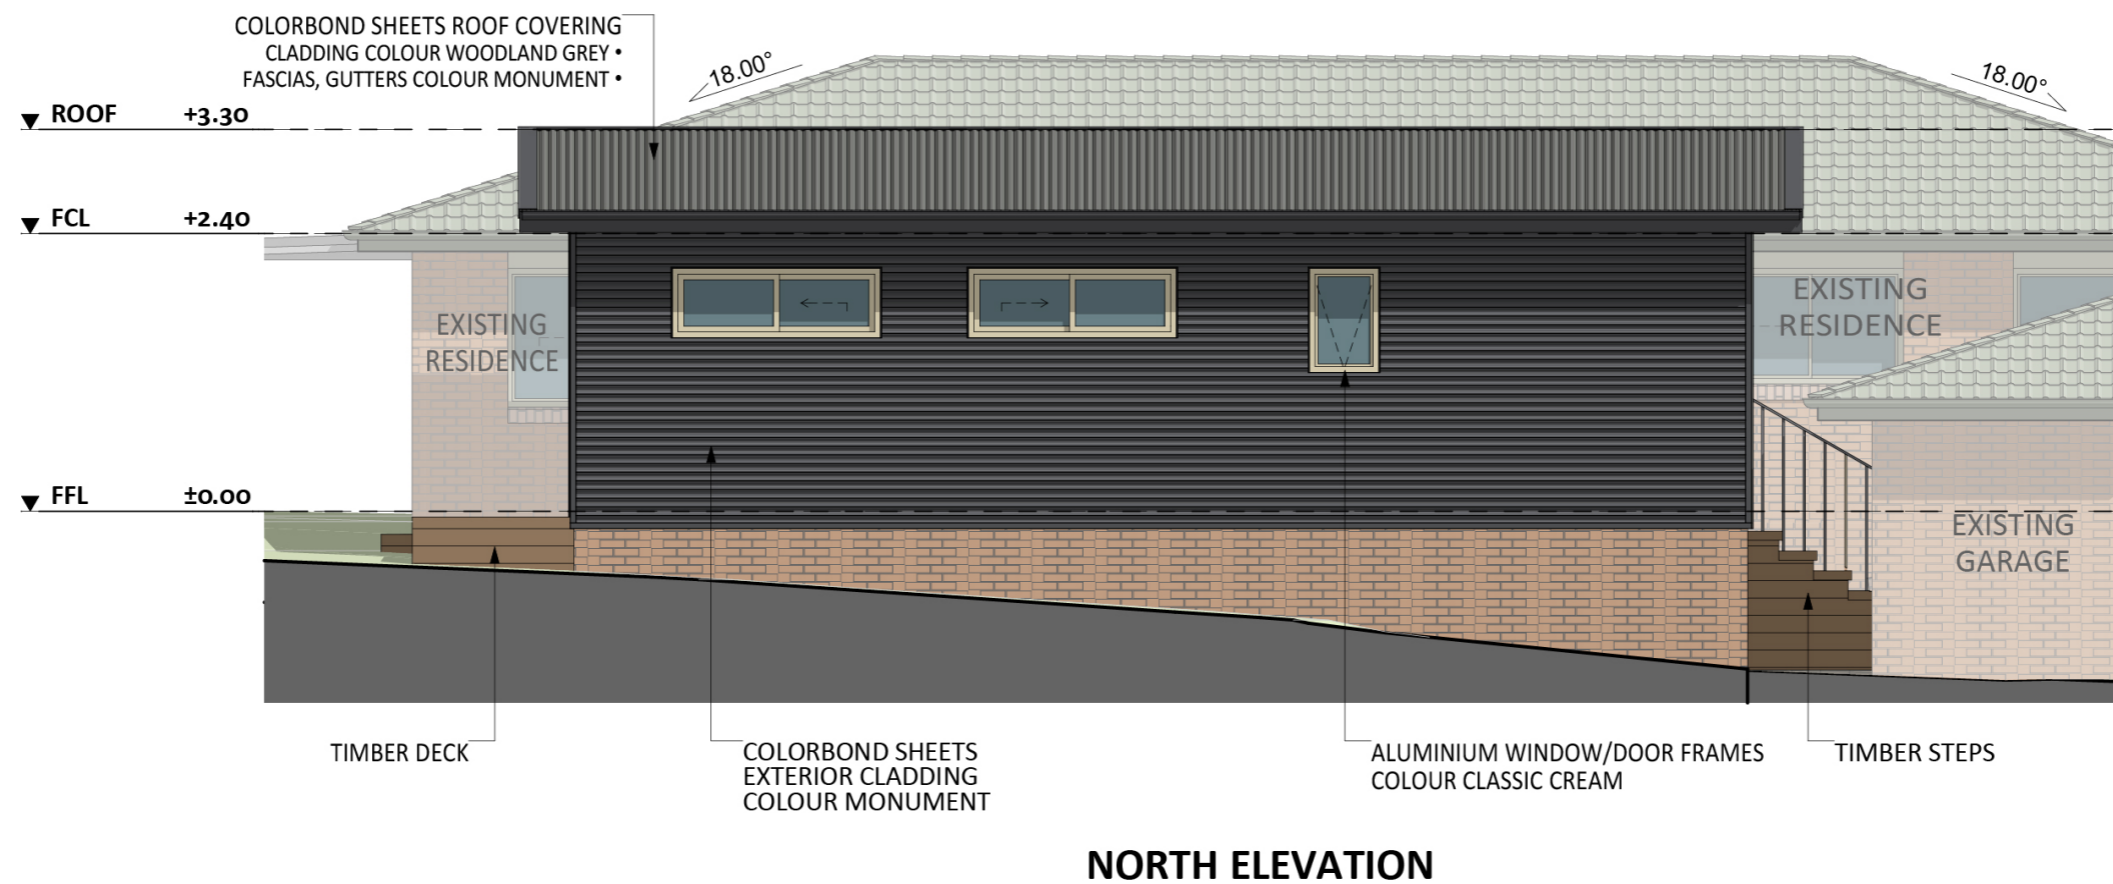 COLORBOND SHEETS ROOF COVERING
CLADDING COLOUR WOODLAND GREY •
FASCIAS, GUTTERS COLOUR MONUMENT •
18.00°
18.00°
ROOF +3.30
FCL +2.40
EXISTING
RESIDENCE
EXISTING
RESIDENCE
FFL ±0.00
EXISTING
GARAGE
TIMBER DECK
COLORBOND SHEETS
EXTERIOR CLADDING
COLOUR MONUMENT
ALUMINIUM WINDOW/DOOR FRAMES
COLOUR CLASSIC CREAM
TIMBER STEPS
NORTH ELEVATION